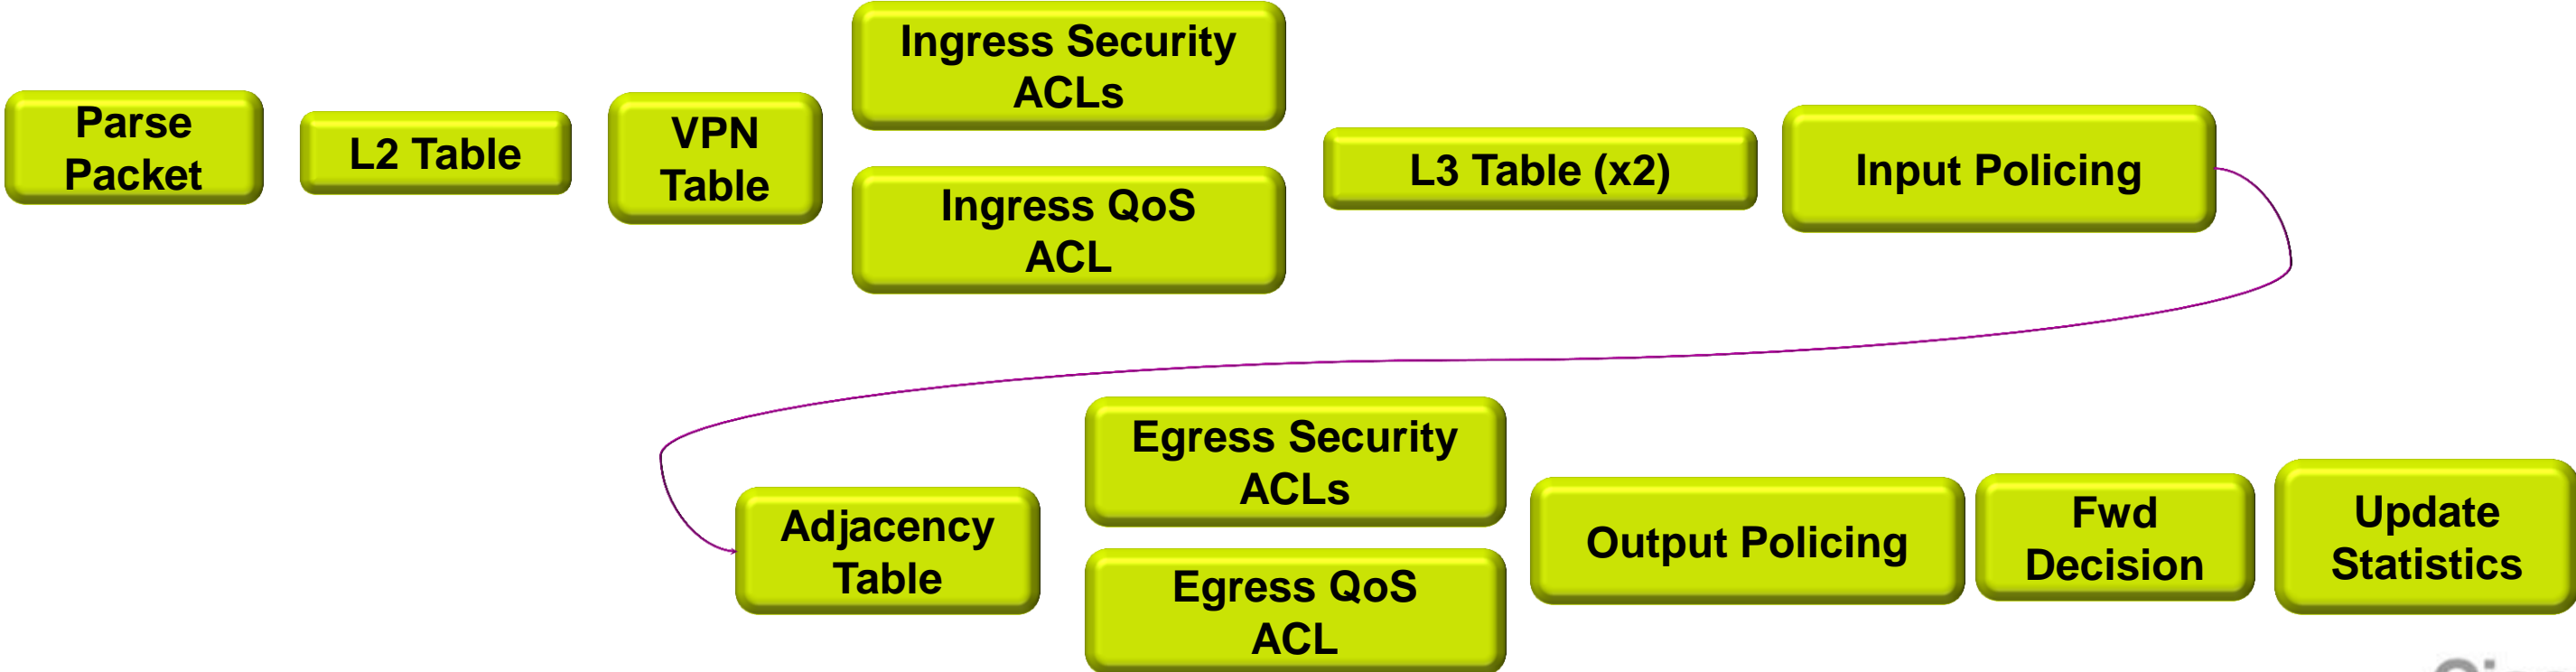 Parse
Packet
L2 Table
VPN
Table
Ingress Security
ACLs
Ingress QoS
ACL
L3 Table (x2)
Input Policing
Adjacency
Table
Egress Security
ACLs
Egress QoS
ACL
Output Policing
Fwd
Decision
Update
Statistics